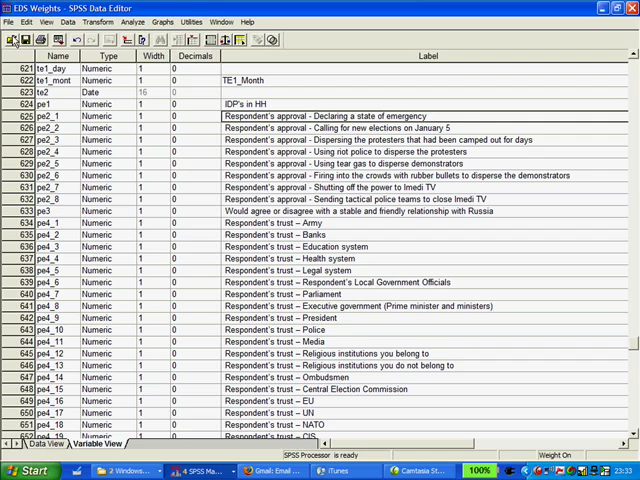 EDS Weights - SPSS Data Editor
File Edit View Data Transform Analyze Graphs Utilities Window Help
Name Type Width Decimals Label
621 te1_day Numeric 1 0
622 te1_mont Numeric 1 0 TE1_Month
623 te2 Date 16 0
624 pe1 Numeric 1 0 IDP's in HH
625 pe2_1 Numeric 1 0 Respondent's approval - Declaring a state of emergency
626 pe2_2 Numeric 1 0 Respondent's approval - Calling for new elections on January 5
627 pe2_3 Numeric 1 0 Respondent's approval - Dispersing the protesters that had been camped out for days
628 pe2_4 Numeric 1 0 Respondent's approval - Using riot police to disperse the protesters
629 pe2_5 Numeric 1 0 Respondent's approval - Using tear gas to disperse demonstrators
630 pe2_6 Numeric 1 0 Respondent's approval - Firing into the crowds with rubber bullets to disperse the demonstrators
631 pe2_7 Numeric 1 0 Respondent's approval - Shutting off the power to Imedi TV
632 pe2_8 Numeric 1 0 Respondent's approval - Sending tactical police teams to close Imedi TV
633 pe3 Numeric 1 0 Would agree or disagree with a stable and friendly relationship with Russia
634 pe4_1 Numeric 1 0 Respondent's trust – Army
635 pe4_2 Numeric 1 0 Respondent's trust – Banks
636 pe4_3 Numeric 1 0 Respondent's trust – Education system
637 pe4_4 Numeric 1 0 Respondent's trust – Health system
638 pe4_5 Numeric 1 0 Respondent's trust – Legal system
639 pe4_6 Numeric 1 0 Respondent's trust – Respondent's Local Government Officials
640 pe4_7 Numeric 1 0 Respondent's trust – Parliament
641 pe4_8 Numeric 1 0 Respondent's trust – Executive government (Prime minister and ministers)
642 pe4_9 Numeric 1 0 Respondent's trust – President
643 pe4_10 Numeric 1 0 Respondent's trust – Police
644 pe4_11 Numeric 1 0 Respondent's trust – Media
645 pe4_12 Numeric 1 0 Respondent's trust – Religious institutions you belong to
646 pe4_13 Numeric 1 0 Respondent's trust – Religious institutions you do not belong to
647 pe4_14 Numeric 1 0 Respondent's trust – Ombudsmen
648 pe4_15 Numeric 1 0 Respondent's trust – Central Election Commission
649 pe4_16 Numeric 1 0 Respondent's trust – EU
650 pe4_17 Numeric 1 0 Respondent's trust – UN
651 pe4_18 Numeric 1 0 Respondent's trust – NATO
652 pe4_19 Numeric 1 0 Respondent's trust – CIS
Data View Variable View
SPSS Processor is ready Weight On
Start 2 Windows... 4 SPSS Ma... Gmail: Email ... iTunes Camtasia St... 100% 23:33